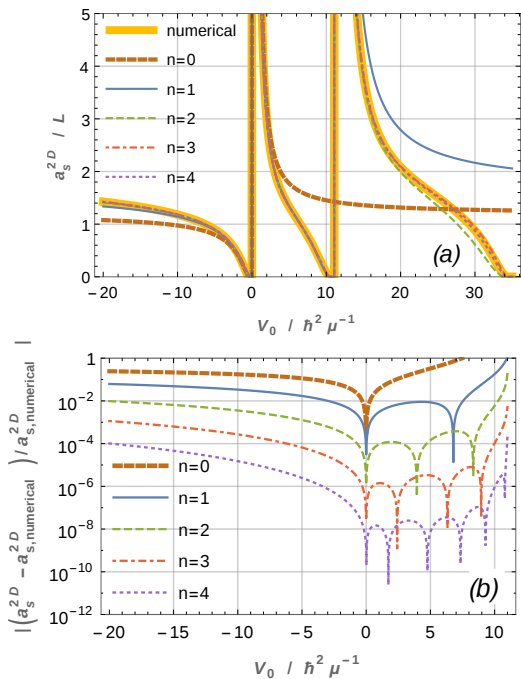 5
4
3
2
1
0
a_s^{2D} / L
numerical
n=0
n=1
n=2
n=3
n=4
(a)
-20 -10 0 10 20 30
V_0 / ħ^2 μ^{-1}
1
10^{-2}
10^{-4}
10^{-6}
10^{-8}
10^{-10}
10^{-12}
|(a_s^{2D} - a_{s,numerical}^{2D}) / a_{s,numerical}^{2D}|
n=0
n=1
n=2
n=3
n=4
(b)
-20 -15 -10 -5 0 5 10
V_0 / ħ^2 μ^{-1}